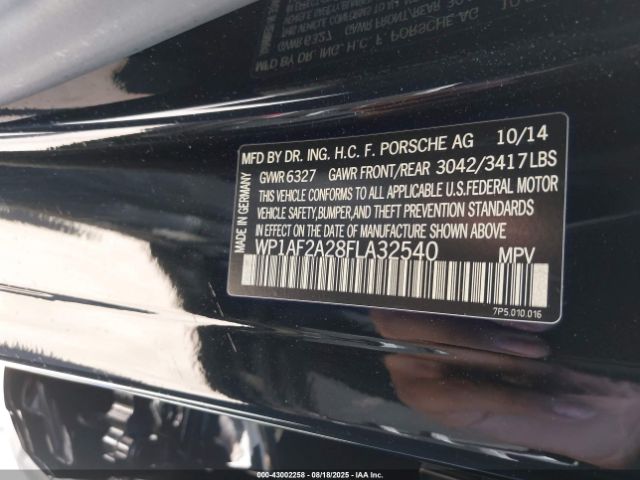 MFD BY DR. ING. H.C. F. PORSCHE AG 10/14
GVWR 6327 GAWR FRONT/REAR 3042/3417LBS
THIS VEHICLE CONFORMS TO ALL APPLICABLE U.S.FEDERAL MOTOR
VEHICLE SAFETY,BUMPER,AND THEFT PREVENTION STANDARDS
IN EFFECT ON THE DATE OF MANUFACTURE SHOWN ABOVE
WP1AF2A28FLA32540 MPV
MADE IN GERMANY
7P5.010.016
000-43002258 - 08/18/2025 - IAAI.COM